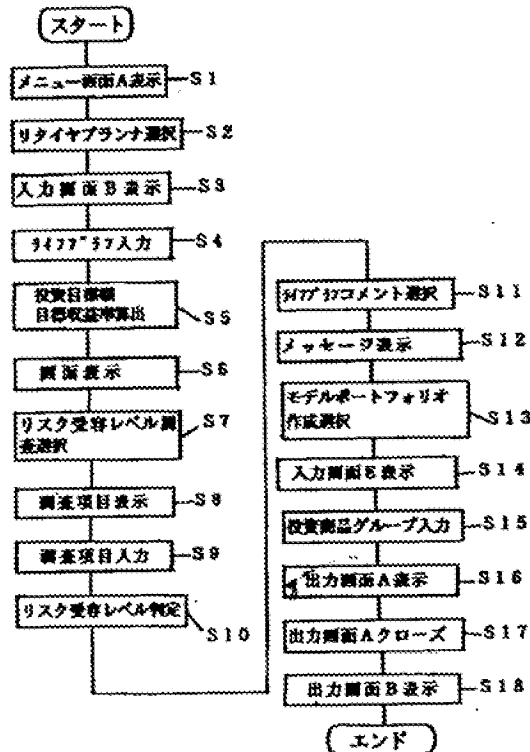 スタート
メニュー画面A表示 S1
リタイヤプランナ選択 S2
入力画面B表示 S3
ライフプラン入力 S4
投資目標額
目標収益率算出 S5
画面表示 S6
リスク受容レベル調
査選択 S7
調査項目表示 S8
調査項目入力 S9
リスク受容レベル判定 S10
ライフプランコメント選択 S11
メッセージ表示 S12
モデルポートフォリオ
作成選択 S13
入力画面E表示 S14
投資商品グループ入力 S15
出力画面A表示 S16
出力画面Aクローズ S17
出力画面B表示 S18
エンド